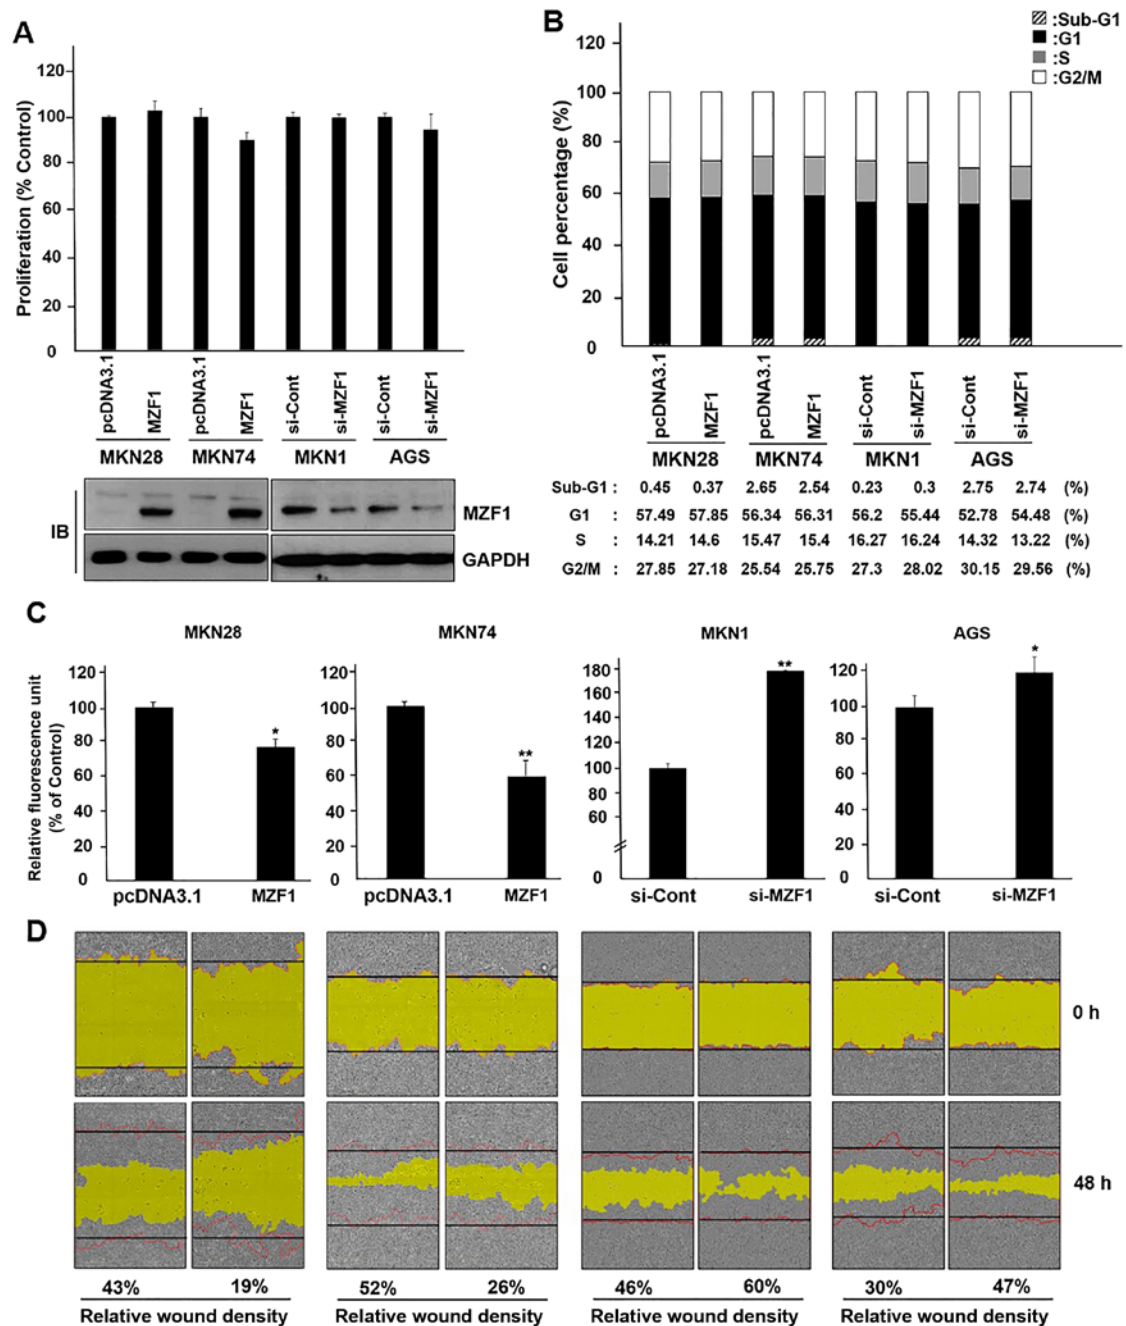 A
120
100
80
60
40
20
0
Proliferation (% Control)
pcDNA3.1
MZF1
pcDNA3.1
MZF1
si-Cont
si-MZF1
si-Cont
si-MZF1
MKN28 MKN74 MKN1 AGS
IB
MZF1
GAPDH
B
:Sub-G1
:G1
:S
:G2/M
120
100
80
60
40
20
0
Cell percentage (%)
pcDNA3.1
MZF1
pcDNA3.1
MZF1
si-Cont
si-MZF1
si-Cont
si-MZF1
MKN28 MKN74 MKN1 AGS
Sub-G1 : 0.45 0.37 2.65 2.54 0.23 0.3 2.75 2.74 (%)
G1 : 57.49 57.85 56.34 56.31 56.2 55.44 52.78 54.48 (%)
S : 14.21 14.6 15.47 15.4 16.27 16.24 14.32 13.22 (%)
G2/M : 27.85 27.18 25.54 25.75 27.3 28.02 30.15 29.56 (%)
C
Relative fluorescence unit
(% of Control)
MKN28
120
100
80
60
40
20
0
*
pcDNA3.1 MZF1
MKN74
120
100
80
60
40
20
0
**
pcDNA3.1 MZF1
MKN1
180
160
140
120
100
80
60
0
**
si-Cont si-MZF1
AGS
120
100
80
60
40
20
0
*
si-Cont si-MZF1
D
0 h
48 h
43% 19% 52% 26% 46% 60% 30% 47%
Relative wound density Relative wound density Relative wound density Relative wound density